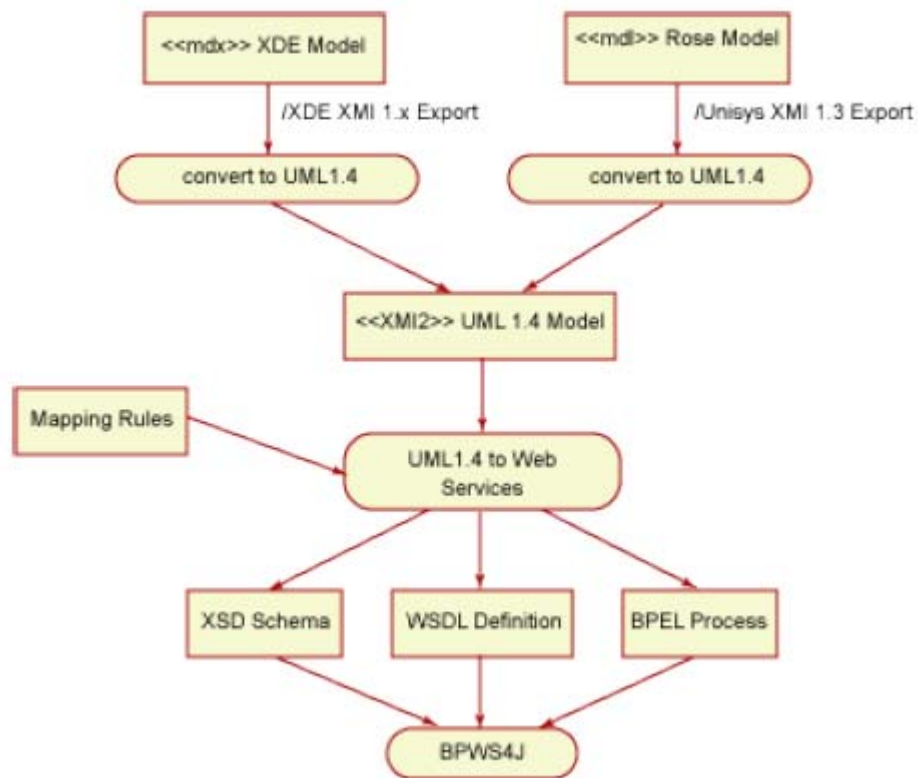 <<mdx>> XDE Model
<<mdl>> Rose Model
/XDE XMI 1.x Export
/Unisys XMI 1.3 Export
convert to UML1.4
convert to UML1.4
<<XMI2>> UML 1.4 Model
Mapping Rules
UML1.4 to Web
Services
XSD Schema
WSDL Definition
BPEL Process
BPWS4J